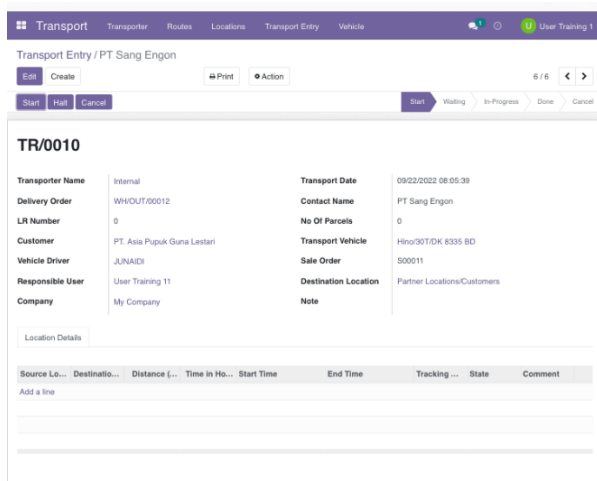 Transport Transporter Routes Locations Transport Entry Vehicle 1 U User Training 1
Transport Entry / PT Sang Engon
Edit Create Print Action 6 / 6
Start Halt Cancel Start Waiting In-Progress Done Cancel
TR/0010
Transporter Name Internal Transport Date 09/22/2022 08:05:39
Delivery Order WH/OUT/00012 Contact Name PT Sang Engon
LR Number 0 No Of Parcels 0
Customer PT. Asia Pupuk Guna Lestari Transport Vehicle Hino/30T/DK 8335 BD
Vehicle Driver JUNAIDI Sale Order S00011
Responsible User User Training 11 Destination Location Partner Locations/Customers
Company My Company Note
Location Details
Source Lo... Destinatio... Distance (... Time in Ho... Start Time End Time Tracking ... State Comment
Add a line